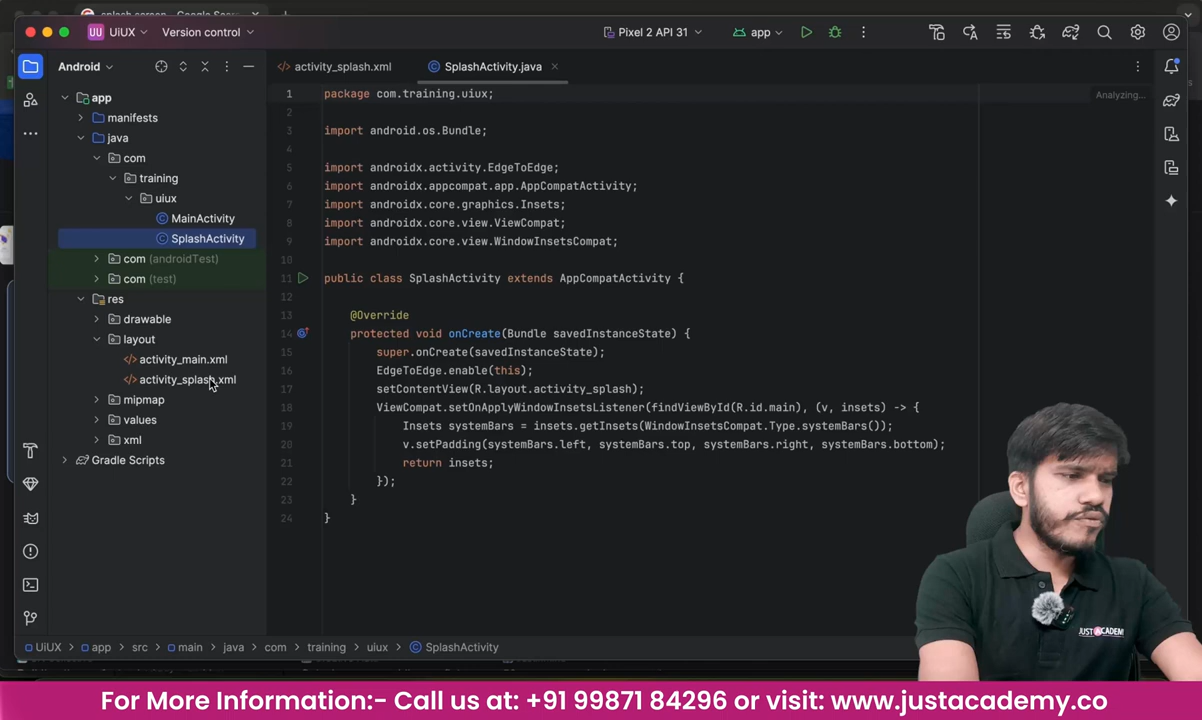 splash screen - Google Sear
UU UiUX Version control Pixel 2 API 31 app
Android
activity_splash.xml SplashActivity.java
Analyzing...
app
manifests
java
com
training
uiux
MainActivity
SplashActivity
com (androidTest)
com (test)
res
drawable
layout
activity_main.xml
activity_splash.xml
mipmap
values
xml
Gradle Scripts
1 package com.training.uiux;
2
3 import android.os.Bundle;
4
5 import androidx.activity.EdgeToEdge;
6 import androidx.appcompat.app.AppCompatActivity;
7 import androidx.core.graphics.Insets;
8 import androidx.core.view.ViewCompat;
9 import androidx.core.view.WindowInsetsCompat;
10
11 public class SplashActivity extends AppCompatActivity {
12
13 @Override
14 protected void onCreate(Bundle savedInstanceState) {
15 super.onCreate(savedInstanceState);
16 EdgeToEdge.enable(this);
17 setContentView(R.layout.activity_splash);
18 ViewCompat.setOnApplyWindowInsetsListener(findViewById(R.id.main), (v, insets) -> {
19 Insets systemBars = insets.getInsets(WindowInsetsCompat.Type.systemBars());
20 v.setPadding(systemBars.left, systemBars.top, systemBars.right, systemBars.bottom);
21 return insets;
22 });
23 }
24 }
JUSTACADEMY
UiUX app src main java com training uiux SplashActivity
For More Information:- Call us at: +91 99871 84296 or visit: www.justacademy.co